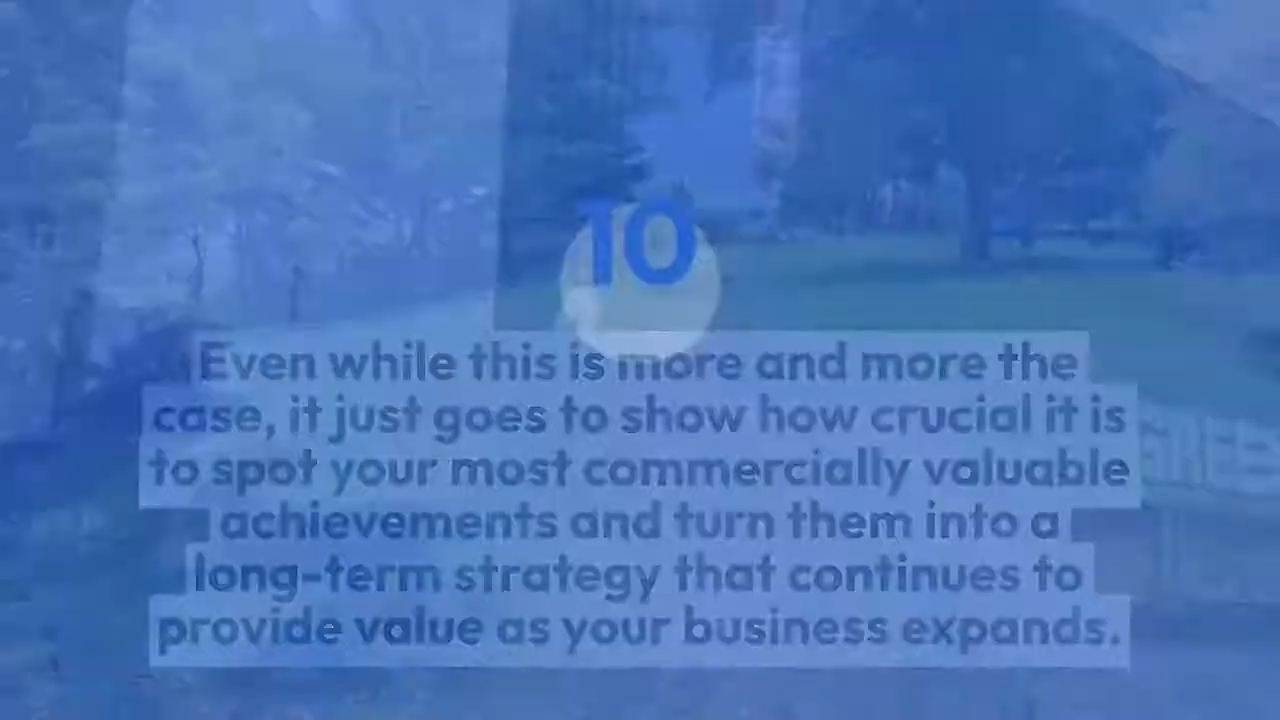 10
Even while this is more and more the
case, it just goes to show how crucial it is
to spot your most commercially valuable
achievements and turn them into a
long-term strategy that continues to
provide value as your business expands.